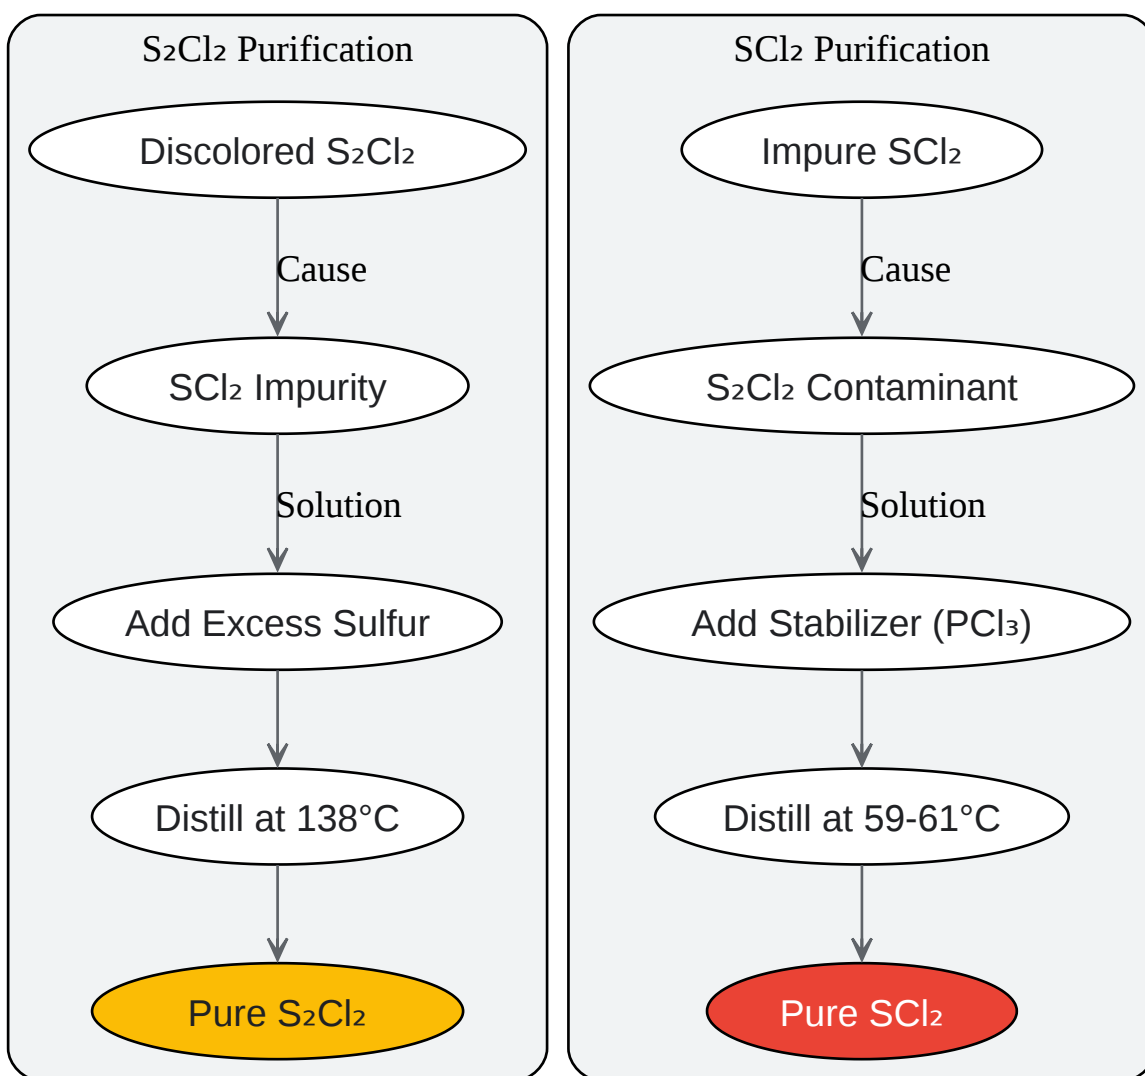 S₂Cl₂ Purification
Discolored S₂Cl₂
Cause
SCl₂ Impurity
Solution
Add Excess Sulfur
Distill at 138°C
Pure S₂Cl₂
SCl₂ Purification
Impure SCl₂
Cause
S₂Cl₂ Contaminant
Solution
Add Stabilizer (PCl₃)
Distill at 59-61°C
Pure SCl₂